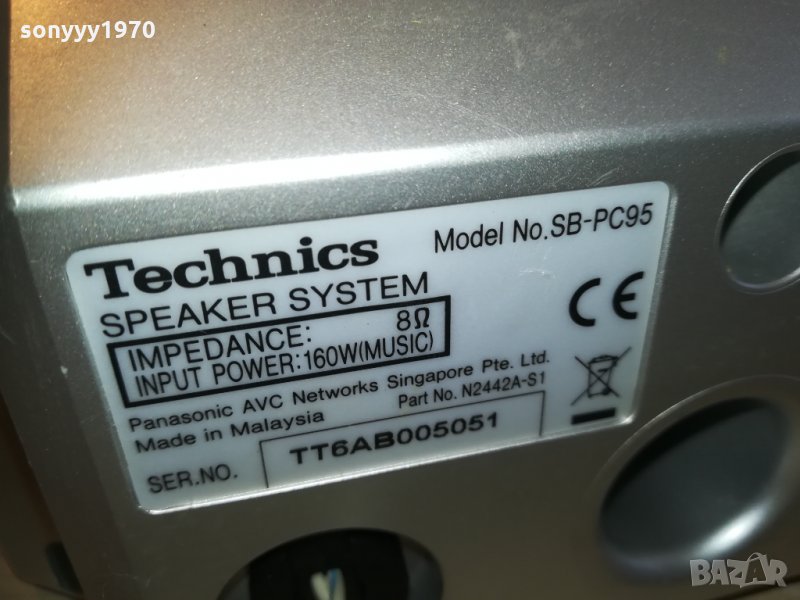 sonyyy1970
Technics
Model No.SB-PC95
SPEAKER SYSTEM
IMPEDANCE: 8Ω
INPUT POWER:160W(MUSIC)
CE
Panasonic AVC Networks Singapore Pte. Ltd.
Made in Malaysia
Part No. N2442A-S1
SER.NO. TT6AB005051
BAZAR